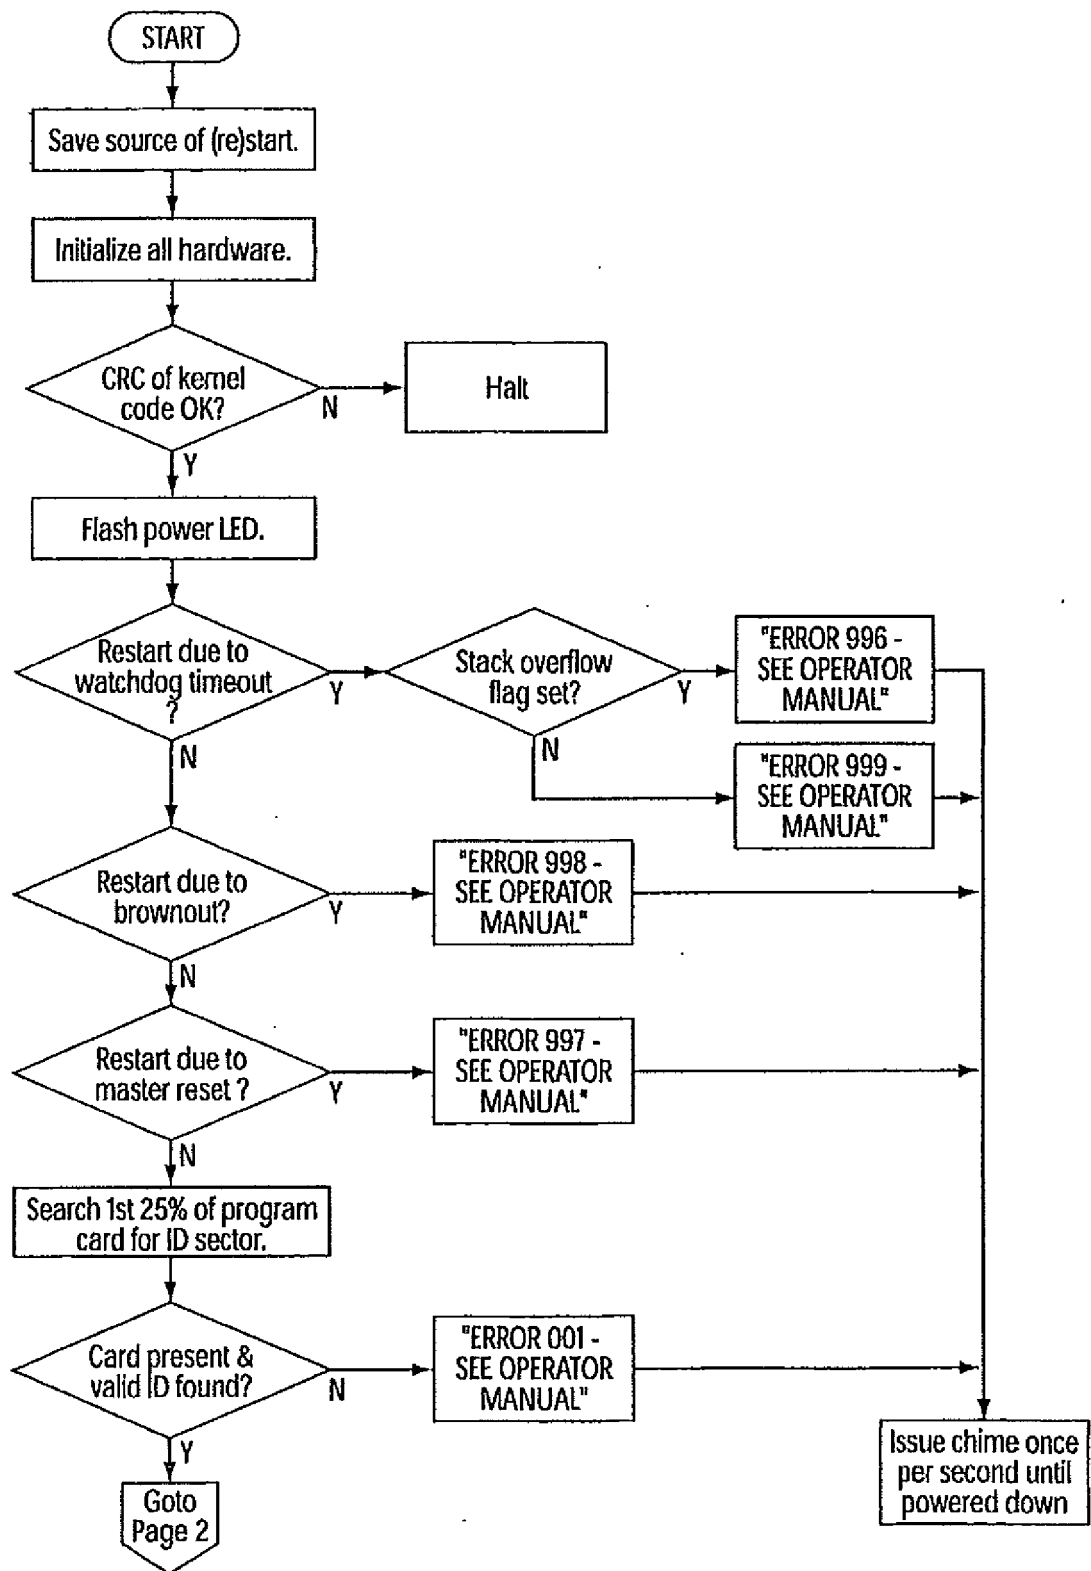 START
Save source of (re)start.
Initialize all hardware.
CRC of kernel
code OK?
N
Halt
Y
Flash power LED.
Restart due to
watchdog timeout
?
Y
Stack overflow
flag set?
Y
"ERROR 996 -
SEE OPERATOR
MANUAL"
N
N
"ERROR 999 -
SEE OPERATOR
MANUAL"
Restart due to
brownout?
Y
"ERROR 998 -
SEE OPERATOR
MANUAL"
N
Restart due to
master reset ?
Y
"ERROR 997 -
SEE OPERATOR
MANUAL"
N
Search 1st 25% of program
card for ID sector.
Card present &
valid ID found?
N
"ERROR 001 -
SEE OPERATOR
MANUAL"
Y
Goto
Page 2
Issue chime once
per second until
powered down